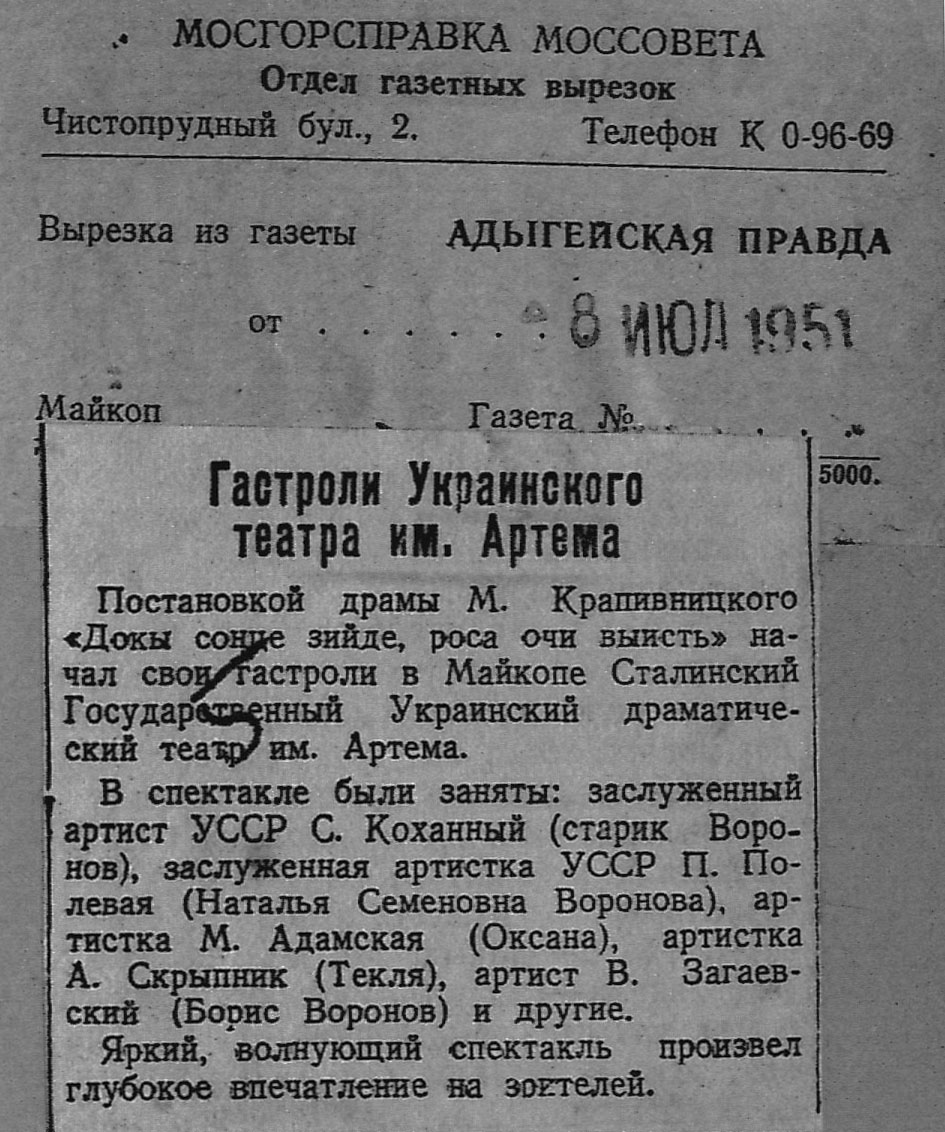 МОСГОРСПРАВКА МОССОВЕТА
Отдел газетных вырезок
Чистопрудный бул., 2. Телефон К 0-96-69
Вырезка из газеты АДЫГЕЙСКАЯ ПРАВДА
от . . . . . . 8 ИЮЛ 1951
Майкоп Газета № . . . . .
5000.
Гастроли Украинского
театра им. Артема
Постановкой драмы М. Крапивницкого
«Докы сонце зийде, роса очи выисть» на-
чал свои гастроли в Майкопе Сталинский
Государственный Украинский драматиче-
ский театр им. Артема.
В спектакле были заняты: заслуженный
артист УССР С. Коханный (старик Воро-
нов), заслуженная артистка УССР П. По-
левая (Наталья Семеновна Воронова), ар-
тистка М. Адамская (Оксана), артистка
А. Скрыпник (Текля), артист В. Загаев-
ский (Борис Воронов) и другие.
Яркий, волнующий спектакль произвел
глубокое впечатление на зрителей.